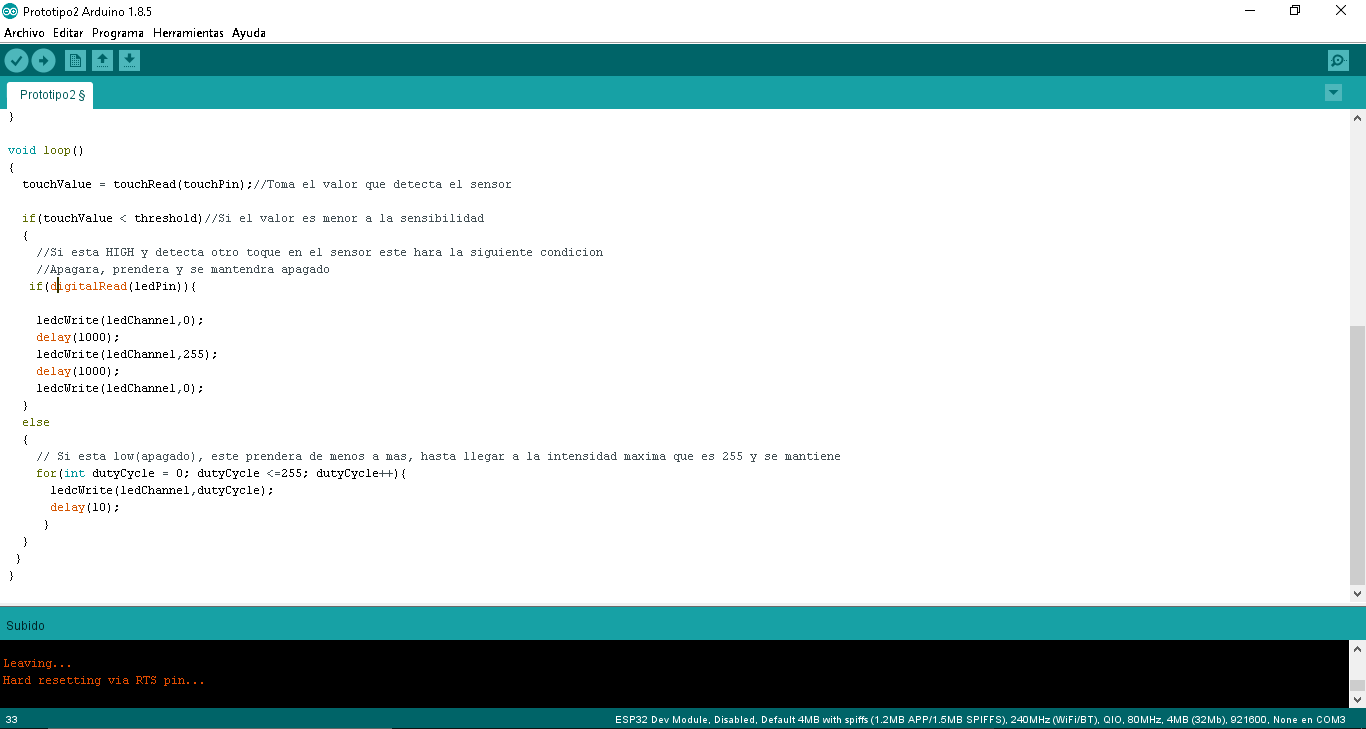 Prototipo2 Arduino 1.8.5
Archivo Editar Programa Herramientas Ayuda
Prototipo2 §
}
void loop()
{
touchValue = touchRead(touchPin);//Toma el valor que detecta el sensor
if(touchValue < threshold)//Si el valor es menor a la sensibilidad
{
//Si esta HIGH y detecta otro toque en el sensor este hara la siguiente condicion
//Apagara, prendera y se mantendra apagado
if(digitalRead(ledPin)){
ledcWrite(ledChannel,0);
delay(1000);
ledcWrite(ledChannel,255);
delay(1000);
ledcWrite(ledChannel,0);
}
else
{
// Si esta low(apagado), este prendera de menos a mas, hasta llegar a la intensidad maxima que es 255 y se mantiene
for(int dutyCycle = 0; dutyCycle <=255; dutyCycle++){
ledcWrite(ledChannel,dutyCycle);
delay(10);
}
}
}
}
Subido
Leaving...
Hard resetting via RTS pin...
33 ESP32 Dev Module, Disabled, Default 4MB with spiffs (1.2MB APP/1.5MB SPIFFS), 240MHz (WiFi/BT), QIO, 80MHz, 4MB (32Mb), 921600, None en COM3